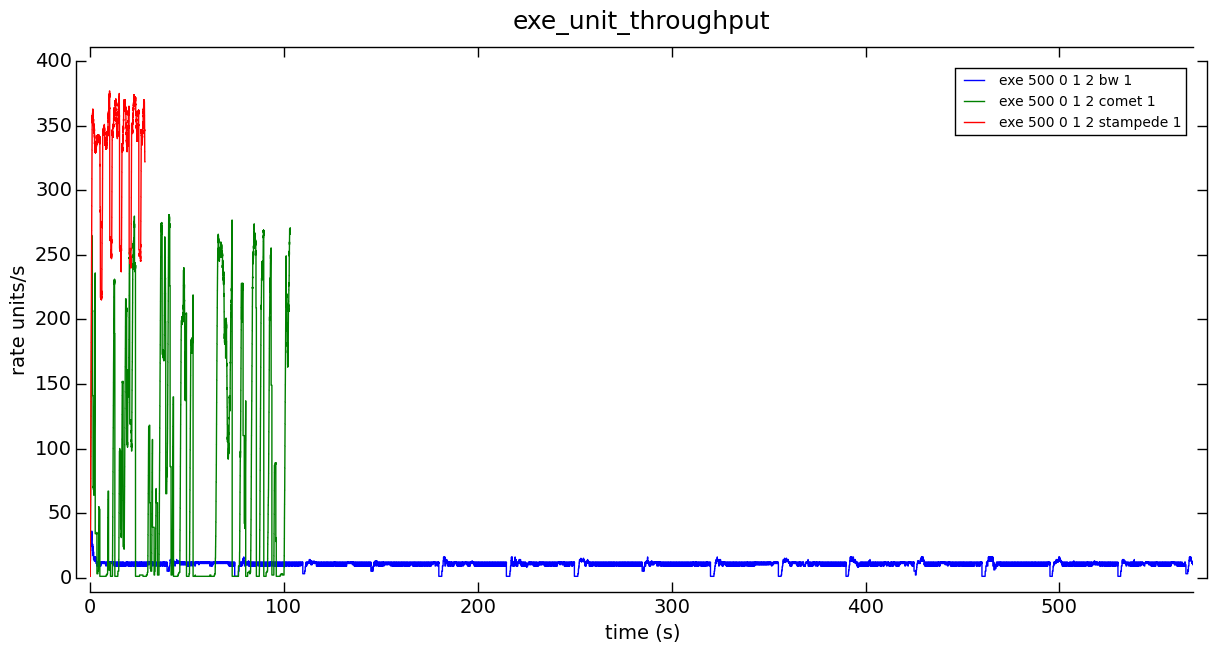 exe_unit_throughput
400
350
300
250
200
150
100
50
0
rate units/s
exe 500 0 1 2 bw 1
exe 500 0 1 2 comet 1
exe 500 0 1 2 stampede 1
0 100 200 300 400 500
time (s)